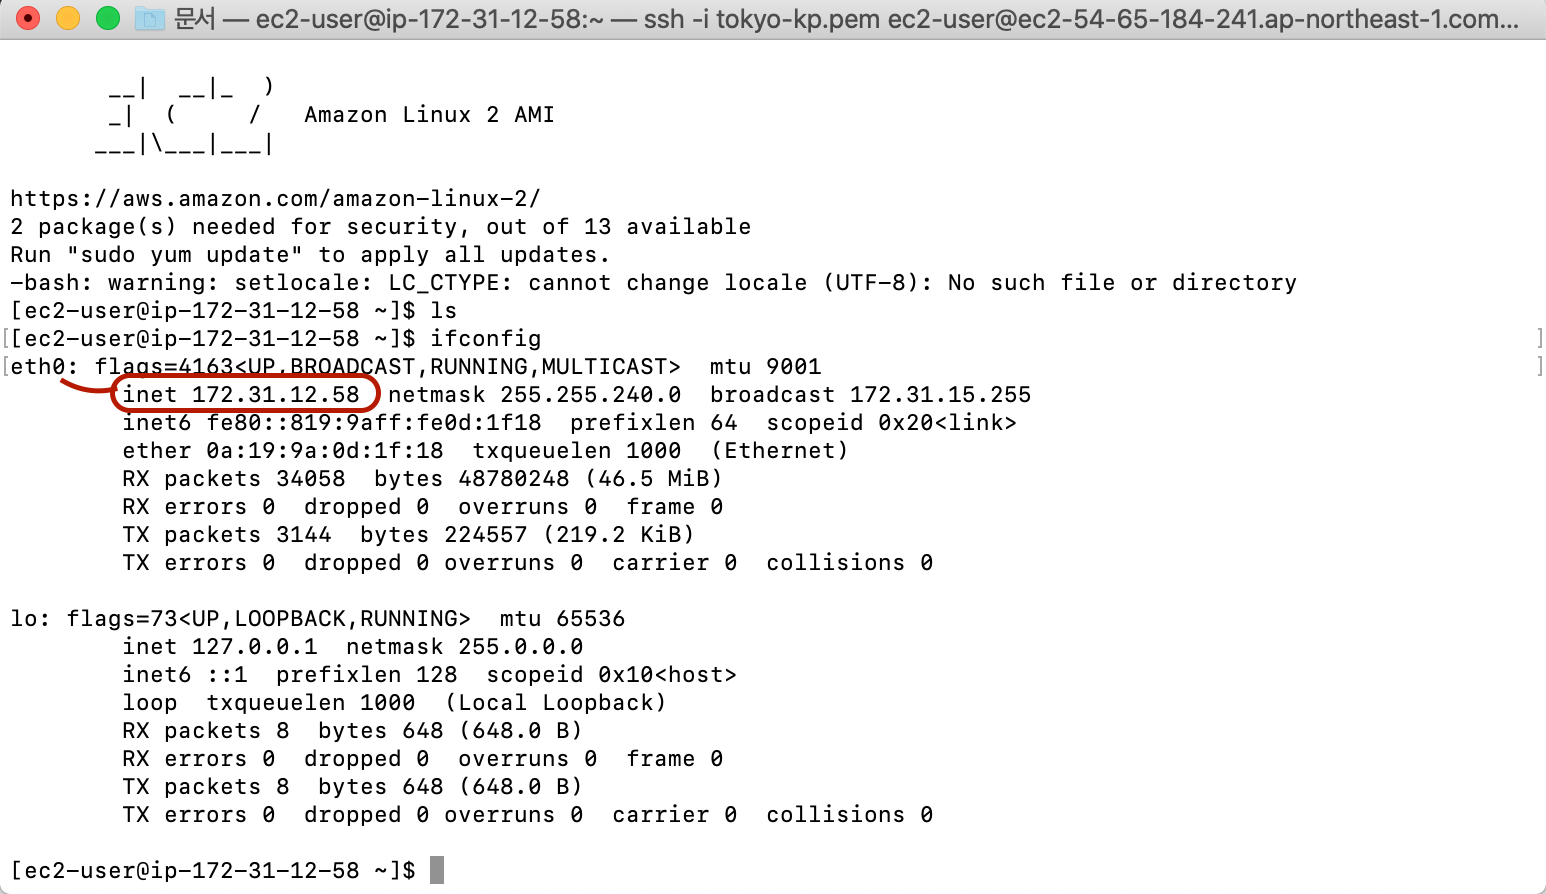 문서 — ec2-user@ip-172-31-12-58:~ — ssh -i tokyo-kp.pem ec2-user@ec2-54-65-184-241.ap-northeast-1.com...
       __|  __|_  )
       _|  (     /   Amazon Linux 2 AMI
      ___|\___|___|
https://aws.amazon.com/amazon-linux-2/
2 package(s) needed for security, out of 13 available
Run "sudo yum update" to apply all updates.
-bash: warning: setlocale: LC_CTYPE: cannot change locale (UTF-8): No such file or directory
[ec2-user@ip-172-31-12-58 ~]$ ls
[ec2-user@ip-172-31-12-58 ~]$ ifconfig
eth0: flags=4163<UP,BROADCAST,RUNNING,MULTICAST>  mtu 9001
        inet 172.31.12.58  netmask 255.255.240.0  broadcast 172.31.15.255
        inet6 fe80::819:9aff:fe0d:1f18  prefixlen 64  scopeid 0x20<link>
        ether 0a:19:9a:0d:1f:18  txqueuelen 1000  (Ethernet)
        RX packets 34058  bytes 48780248 (46.5 MiB)
        RX errors 0  dropped 0  overruns 0  frame 0
        TX packets 3144  bytes 224557 (219.2 KiB)
        TX errors 0  dropped 0 overruns 0  carrier 0  collisions 0
lo: flags=73<UP,LOOPBACK,RUNNING>  mtu 65536
        inet 127.0.0.1  netmask 255.0.0.0
        inet6 ::1  prefixlen 128  scopeid 0x10<host>
        loop  txqueuelen 1000  (Local Loopback)
        RX packets 8  bytes 648 (648.0 B)
        RX errors 0  dropped 0  overruns 0  frame 0
        TX packets 8  bytes 648 (648.0 B)
        TX errors 0  dropped 0 overruns 0  carrier 0  collisions 0
[ec2-user@ip-172-31-12-58 ~]$